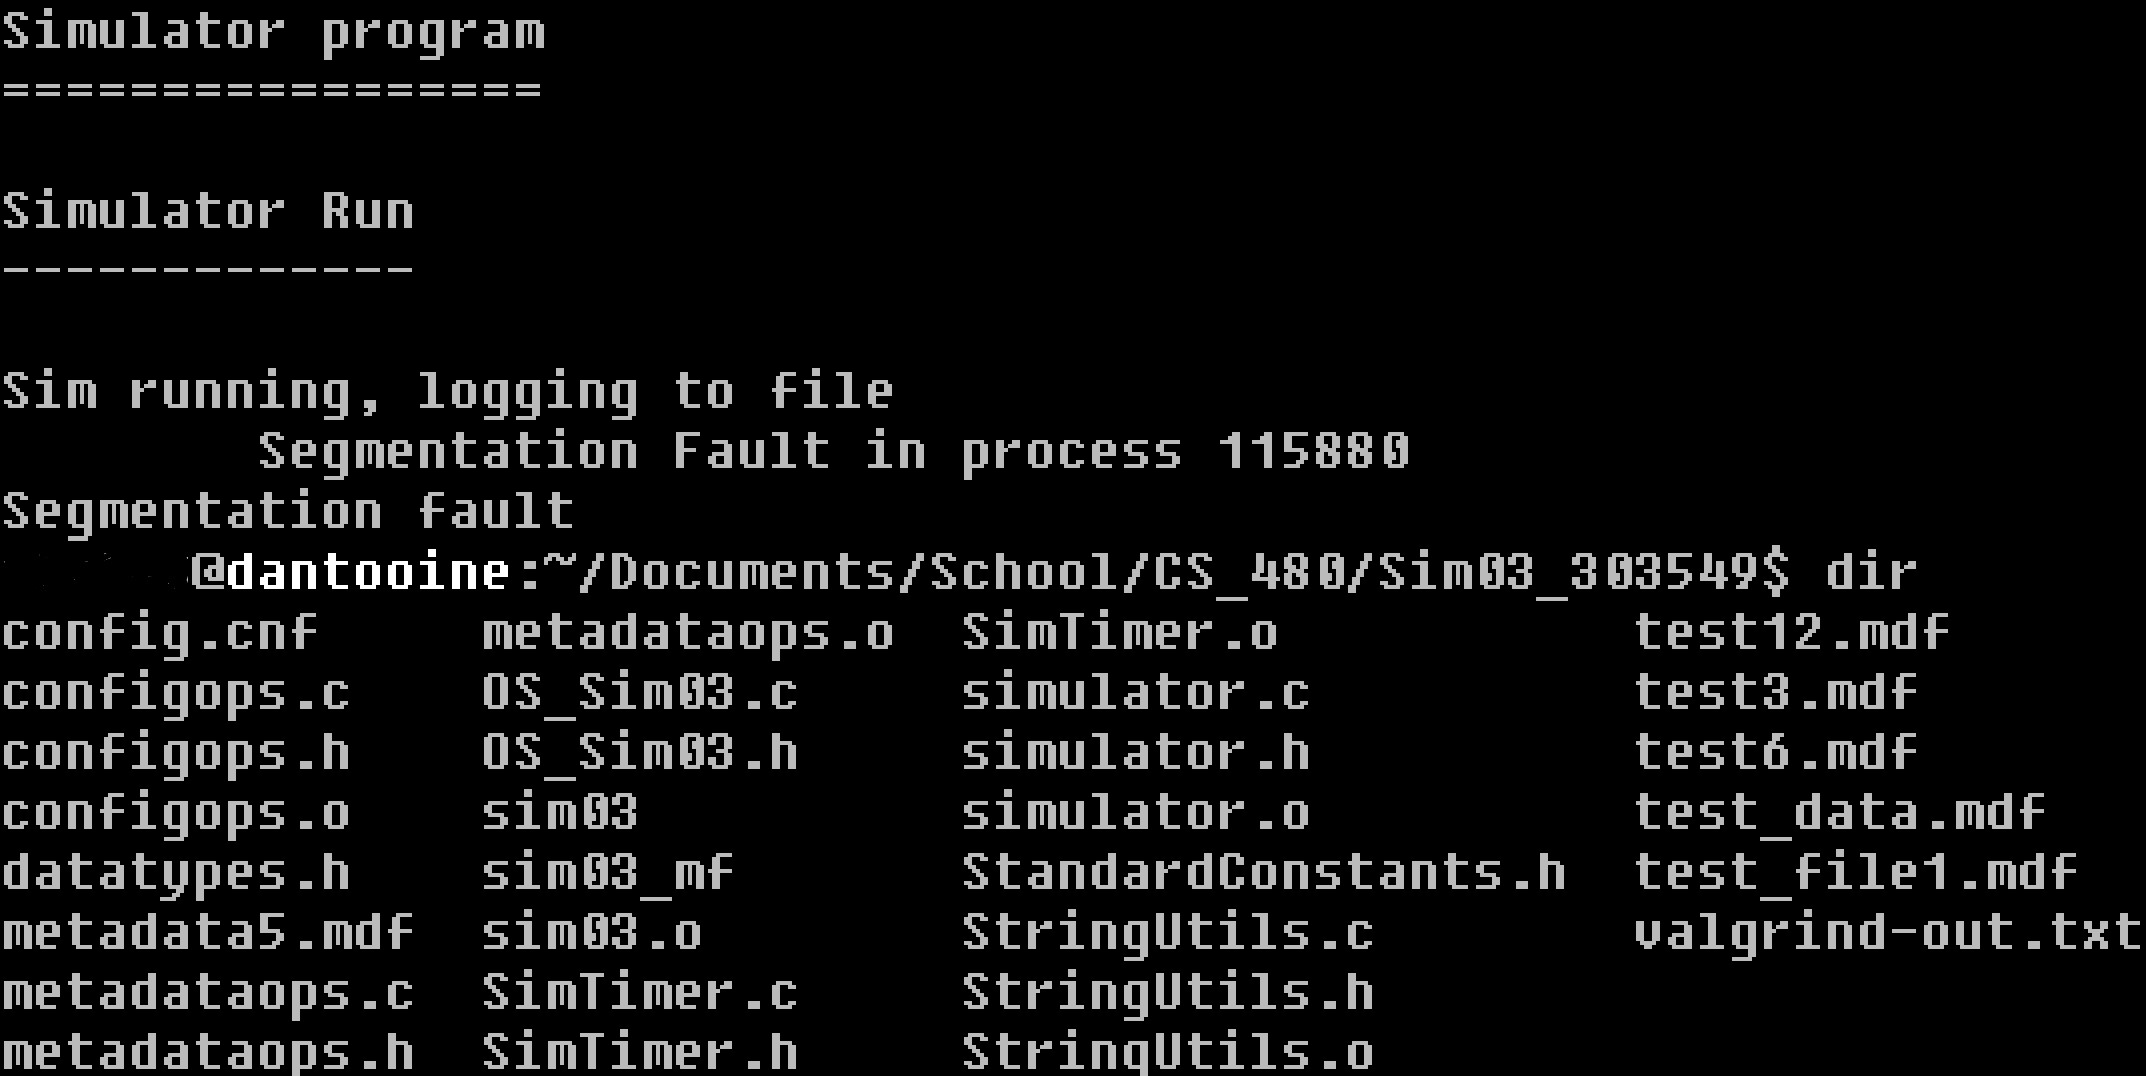 Simulator program
=================
Simulator Run
-------------
Sim running, logging to file
Segmentation Fault in process 115880
Segmentation fault
@dantooine:~/Documents/School/CS_480/Sim03_303549$ dir
config.cnf metadataops.o SimTimer.o test12.mdf
configops.c OS_Sim03.c simulator.c test3.mdf
configops.h OS_Sim03.h simulator.h test6.mdf
configops.o sim03 simulator.o test_data.mdf
datatypes.h sim03_mf StandardConstants.h test_file1.mdf
metadata5.mdf sim03.o StringUtils.c valgrind-out.txt
metadataops.c SimTimer.c StringUtils.h
metadataops.h SimTimer.h StringUtils.o